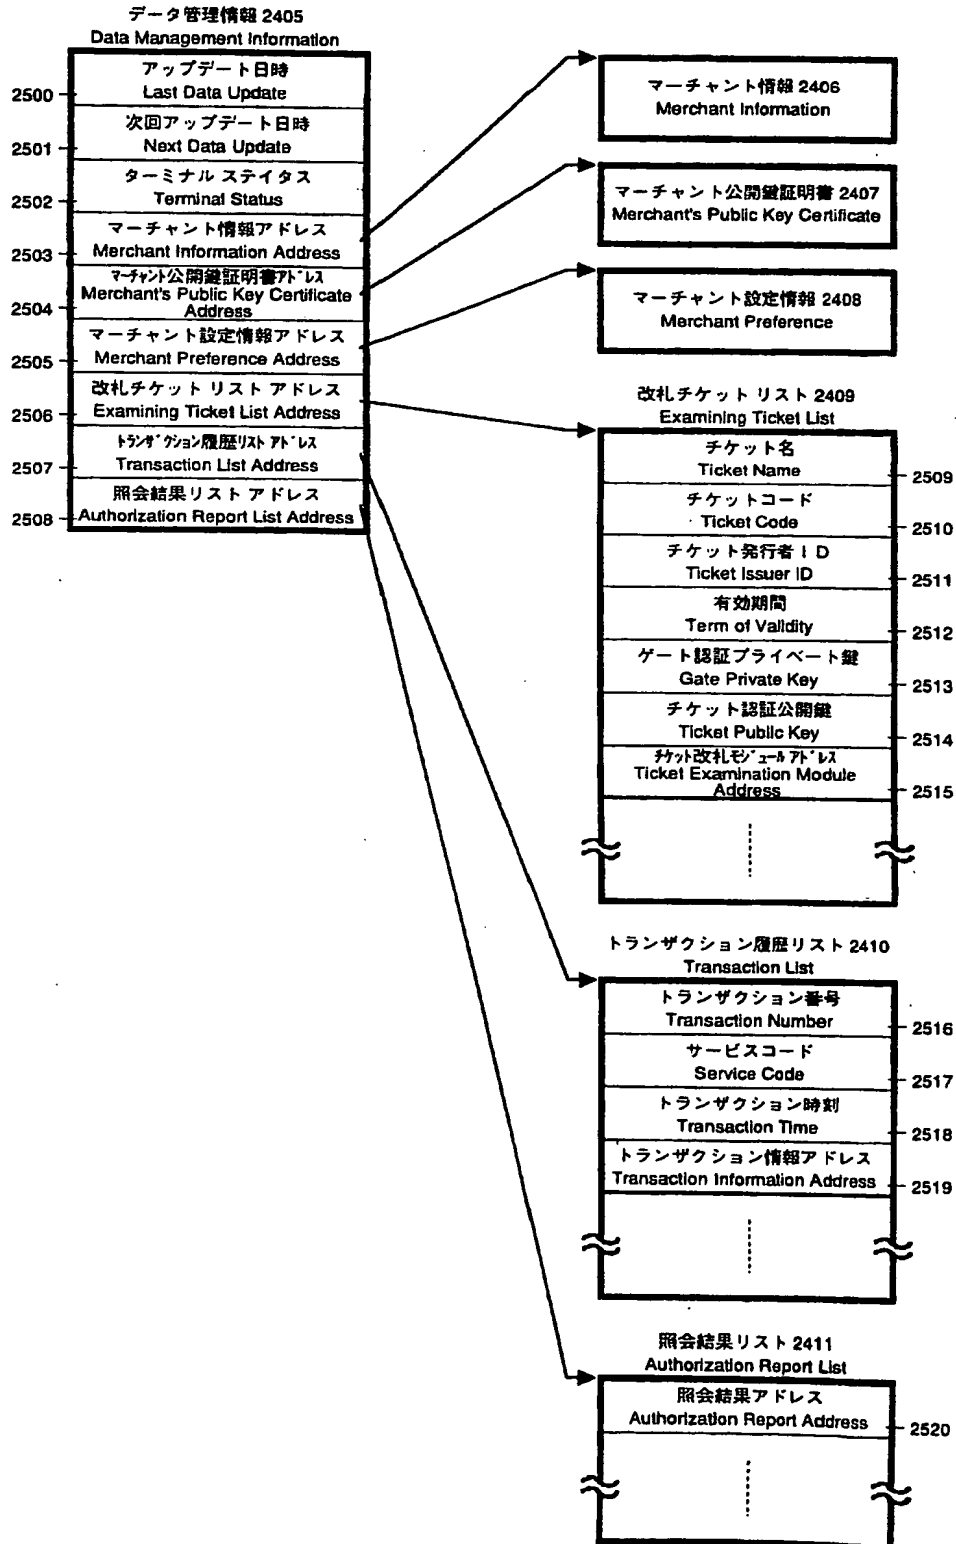 データ管理情報 2405
Data Management Information
アップデート日時
Last Data Update
2500
次回アップデート日時
Next Data Update
2501
ターミナル ステイタス
Terminal Status
2502
マーチャント情報アドレス
Merchant Information Address
2503
マーチャント公開鍵証明書アドレス
Merchant's Public Key Certificate
Address
2504
マーチャント設定情報アドレス
Merchant Preference Address
2505
改札チケット リスト アドレス
Examining Ticket List Address
2506
トランザクション履歴リスト アドレス
Transaction List Address
2507
照会結果リスト アドレス
Authorization Report List Address
2508
マーチャント情報 2406
Merchant Information
マーチャント公開鍵証明書 2407
Merchant's Public Key Certificate
マーチャント設定情報 2408
Merchant Preference
改札チケット リスト 2409
Examining Ticket List
チケット名
Ticket Name
2509
チケットコード
Ticket Code
2510
チケット発行者ID
Ticket Issuer ID
2511
有効期間
Term of Validity
2512
ゲート認証プライベート鍵
Gate Private Key
2513
チケット認証公開鍵
Ticket Public Key
2514
チケット改札モジュール アドレス
Ticket Examination Module
Address
2515
トランザクション履歴リスト 2410
Transaction List
トランザクション番号
Transaction Number
2516
サービスコード
Service Code
2517
トランザクション時刻
Transaction Time
2518
トランザクション情報アドレス
Transaction Information Address
2519
照会結果リスト 2411
Authorization Report List
照会結果アドレス
Authorization Report Address
2520